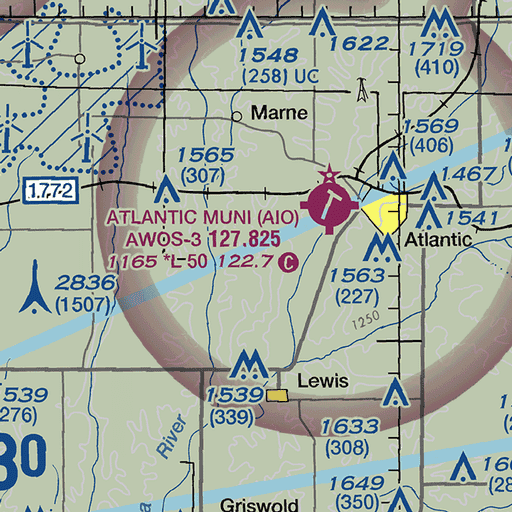 1548
(258) UC
1622
1719
(410)
Marne
1569
(406)
1565
(307)
1467
1772
ATLANTIC MUNI (AIO)
AWOS-3 127.825
1165 *L 50 122.7 C
1541
Atlantic
2836
(1507)
1563
(227)
1250
Lewis
1539
(339)
539
276)
1633
(308)
River
30
1649
(350)
Griswold